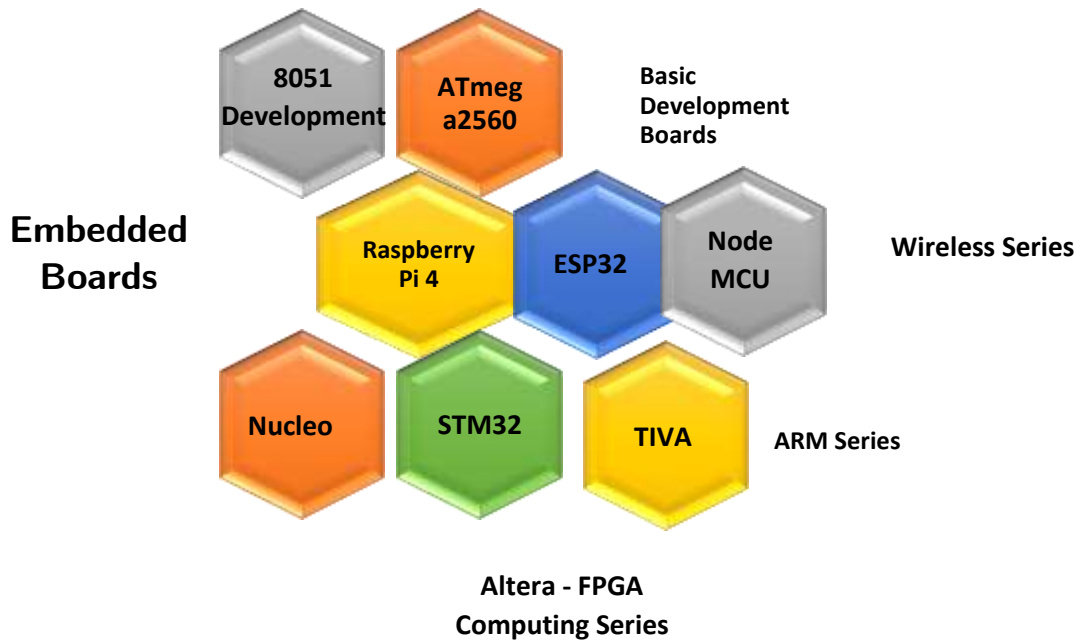 8051
Development
ATmeg
a2560
Basic
Development
Boards
Embedded
Boards
Raspberry
Pi 4
ESP32
Node
MCU
Wireless Series
Nucleo
STM32
TIVA
ARM Series
Altera - FPGA
Computing Series